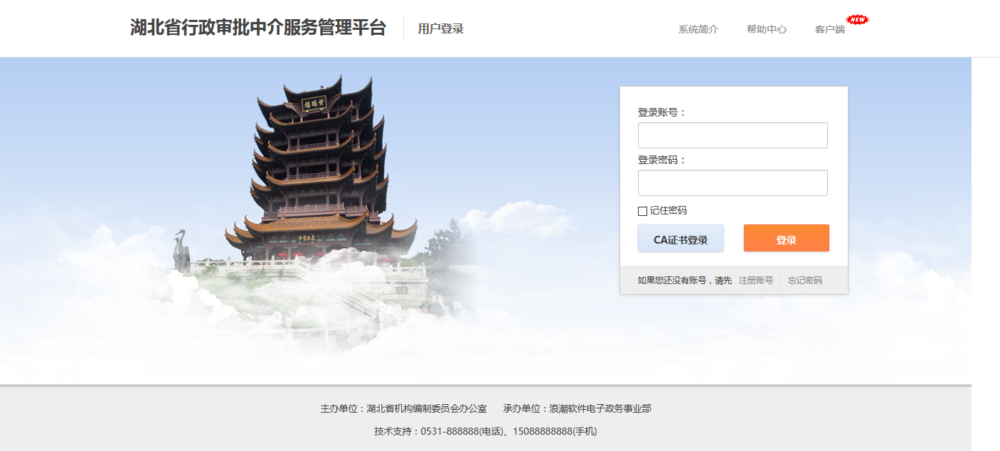 湖北省行政审批中介服务管理平台 用户登录 系统简介 帮助中心 客户端 NEW
黄鹤楼
登录账号：
登录密码：
记住密码
CA证书登录 登录
如果您还没有账号，请先 注册账号 忘记密码
主办单位：湖北省机构编制委员会办公室 承办单位：浪潮软件电子政务事业部
技术支持：0531-888888(电话)、15088888888(手机)